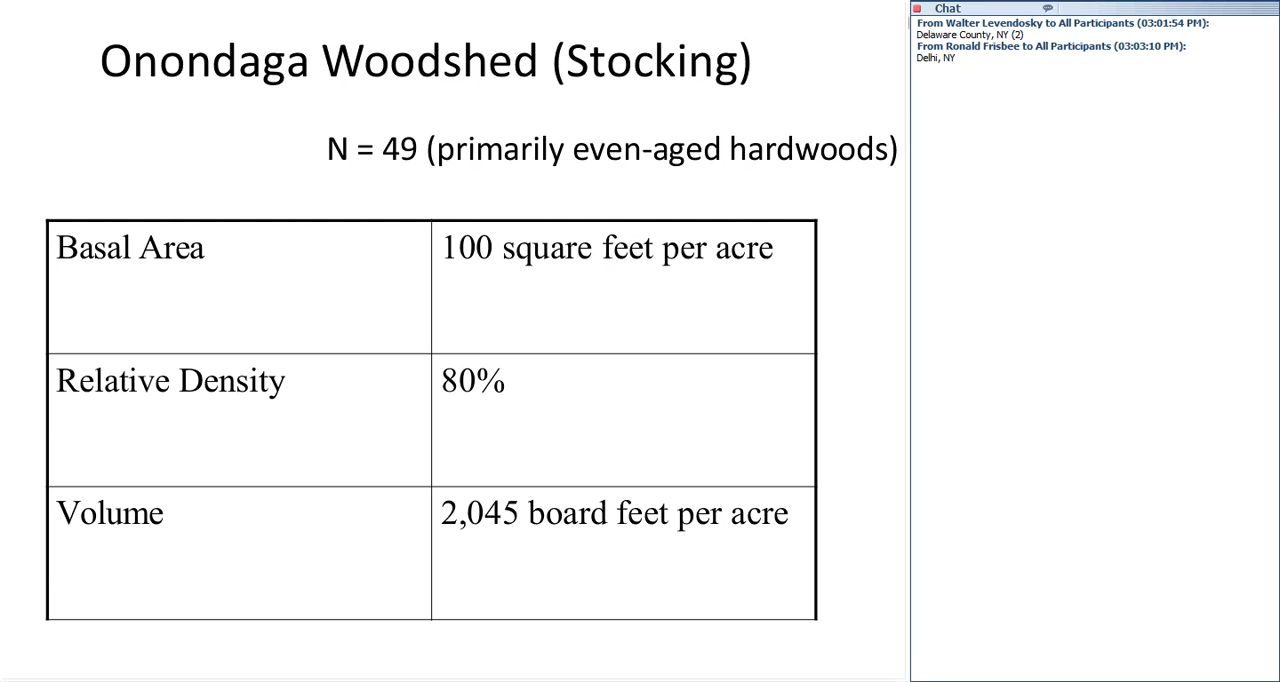 Onondaga Woodshed (Stocking)
N = 49 (primarily even-aged hardwoods)
Basal Area
100 square feet per acre
Relative Density
80%
Volume
2,045 board feet per acre
Chat
From Walter Levendosky to All Participants (03:01:54 PM):
Delaware County, NY (2)
From Ronald Frisbee to All Participants (03:03:10 PM):
Delhi, NY